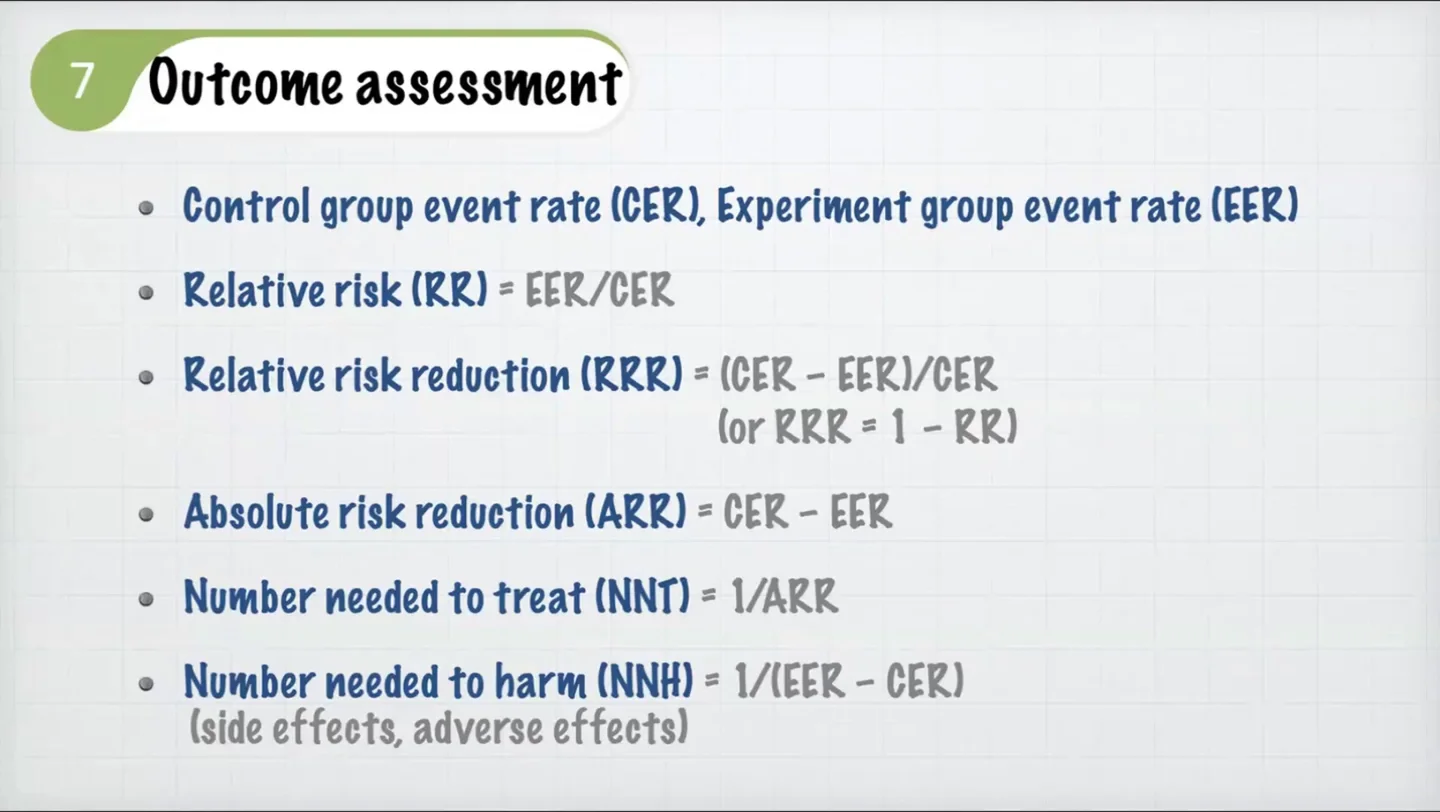 7 Outcome assessment
• Control group event rate (CER), Experiment group event rate (EER)
• Relative risk (RR) = EER/CER
• Relative risk reduction (RRR) = (CER – EER)/CER
(or RRR = 1 – RR)
• Absolute risk reduction (ARR) = CER – EER
• Number needed to treat (NNT) = 1/ARR
• Number needed to harm (NNH) = 1/(EER – CER)
(side effects, adverse effects)